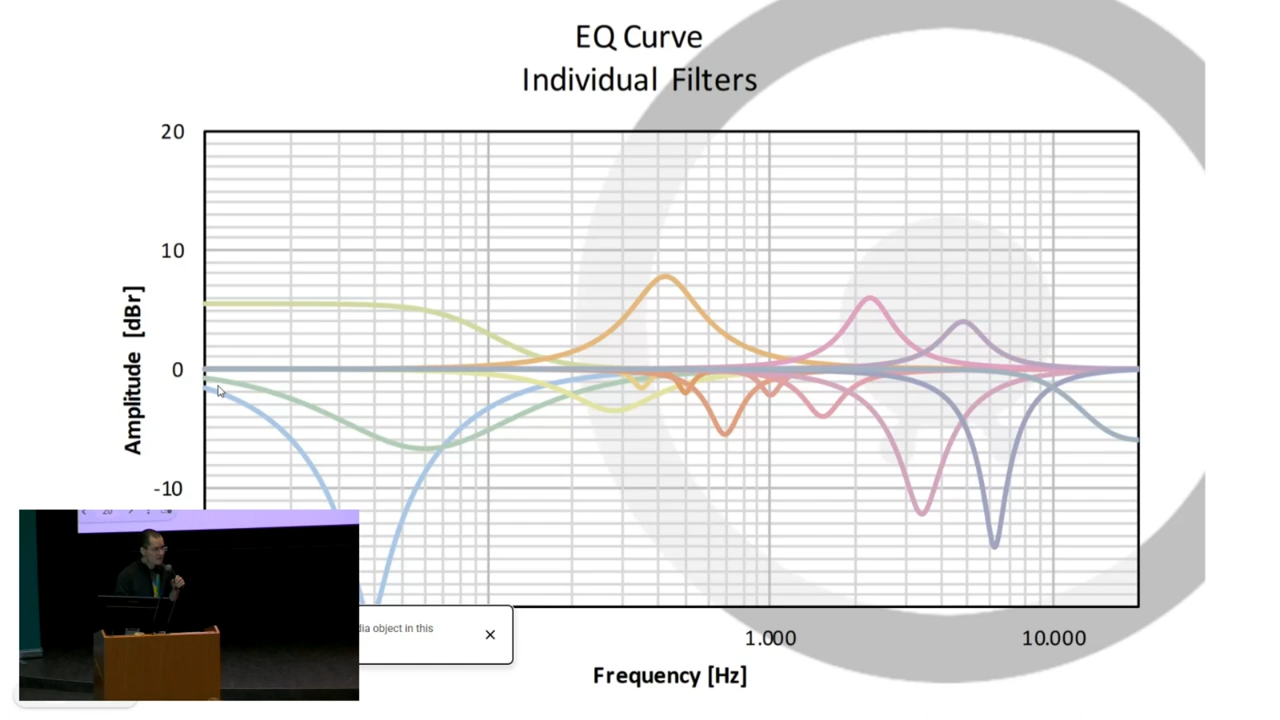 EQ Curve
Individual Filters
20
10
0
-10
Amplitude [dBr]
1.000
10.000
Frequency [Hz]
20
object in this